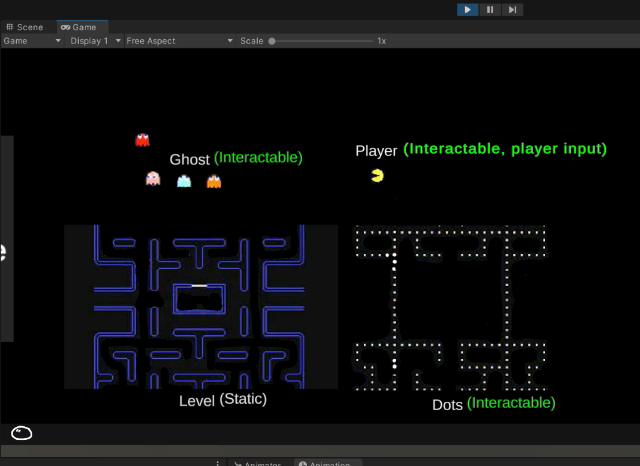 Scene Game
Game Display 1 Free Aspect Scale 1x
Player (Interactable, player input)
Ghost (Interactable)
e
Level (Static)
Dots (Interactable)
Animator Animation